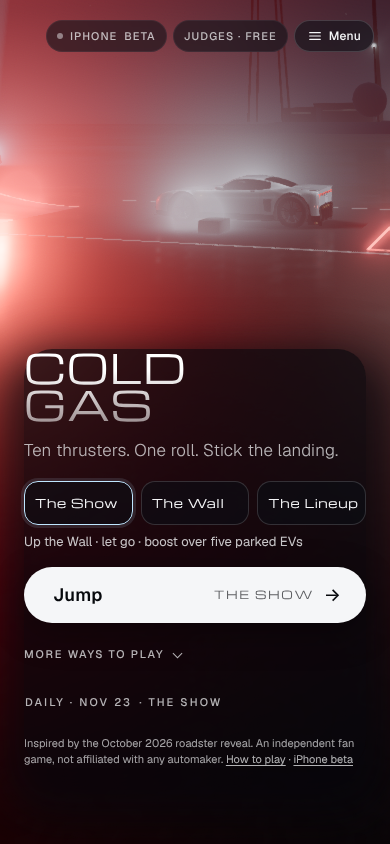 IPHONE BETA
JUDGES · FREE
Menu
COLD
GAS
Ten thrusters. One roll. Stick the landing.
The Show
The Wall
The Lineup
Up the Wall · let go · boost over five parked EVs
Jump
THE SHOW
MORE WAYS TO PLAY
DAILY · NOV 23 · THE SHOW
Inspired by the October 2026 roadster reveal. An independent fan
game, not affiliated with any automaker. How to play · iPhone beta